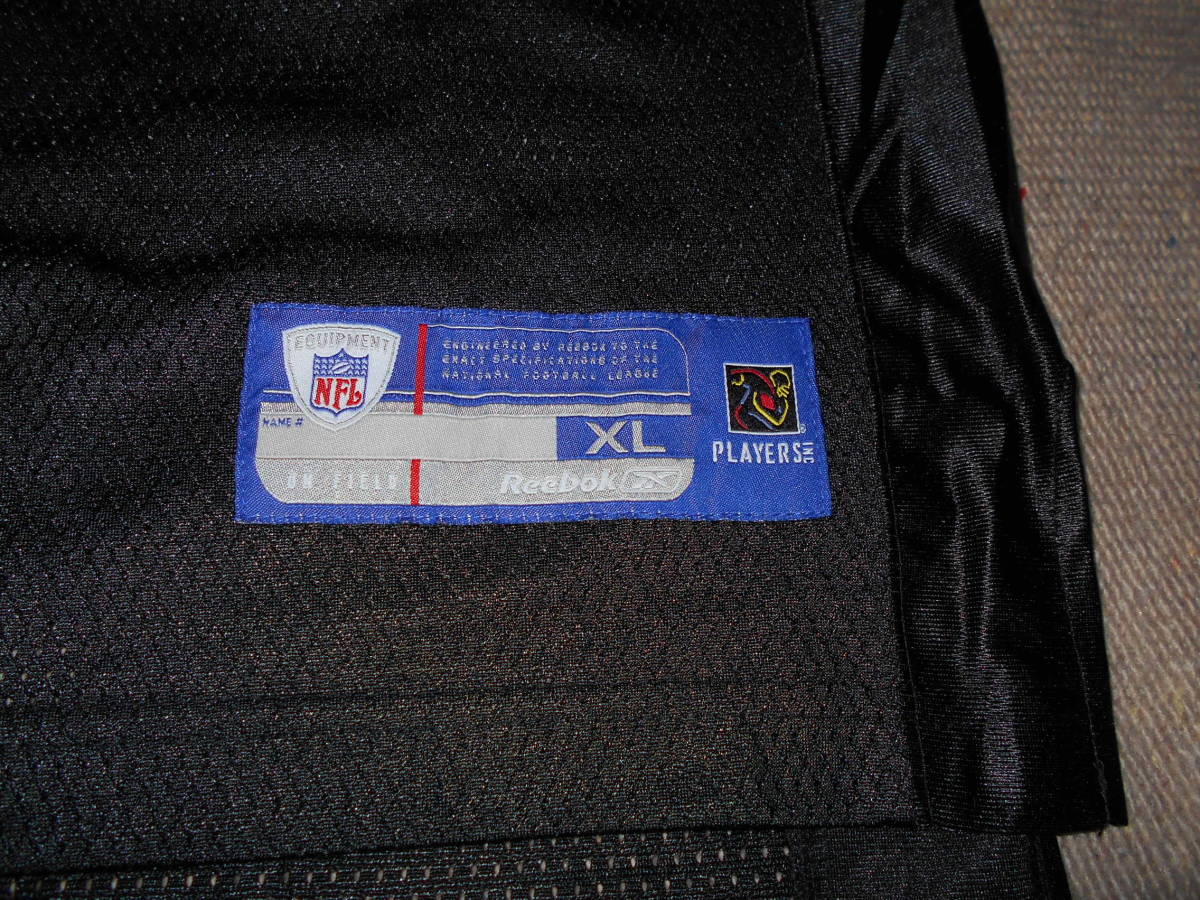 EQUIPMENT
NFL
ENGINEERED BY REEBOK TO THE
EXACT SPECIFICATIONS OF THE
NATIONAL FOOTBALL LEAGUE
NAME #
XL
ON FIELD
Reebok
PLAYERS INC
®